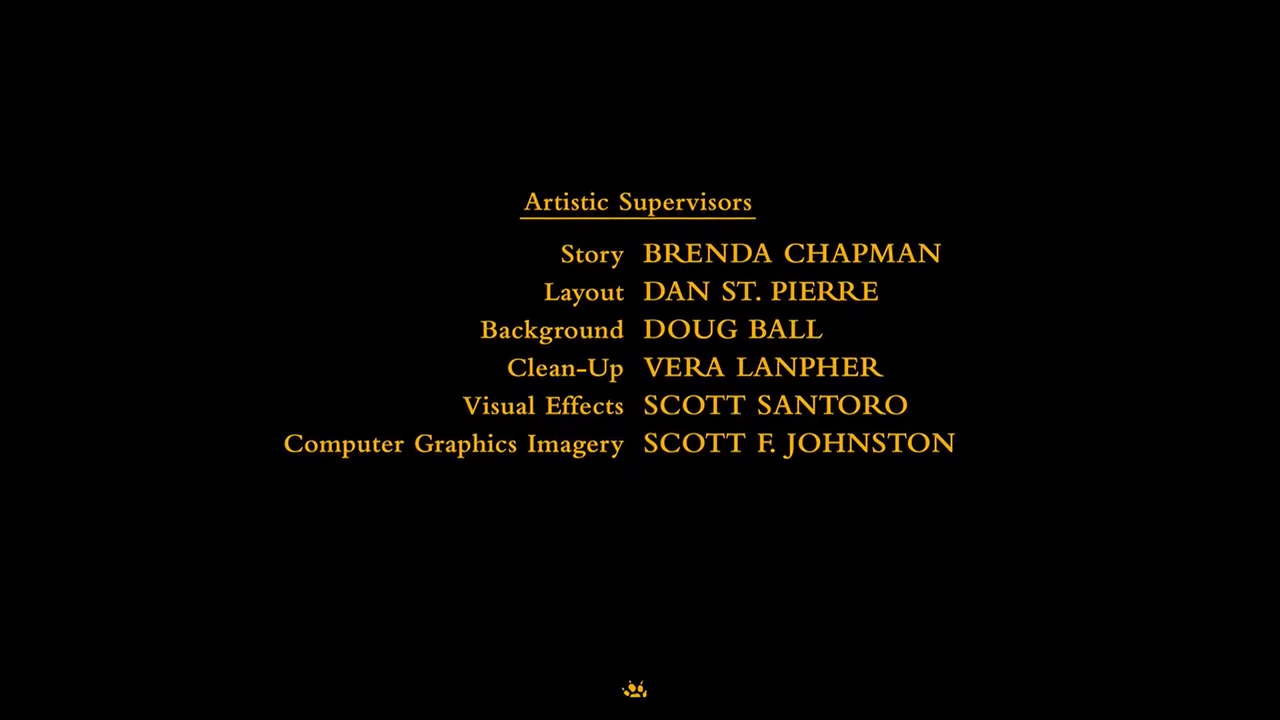 Artistic Supervisors
Story BRENDA CHAPMAN
Layout DAN ST. PIERRE
Background DOUG BALL
Clean-Up VERA LANPHER
Visual Effects SCOTT SANTORO
Computer Graphics Imagery SCOTT F. JOHNSTON